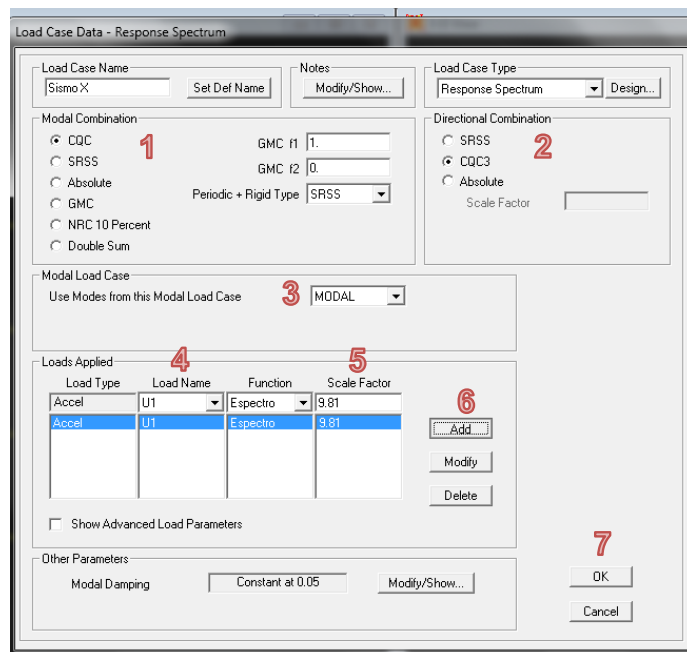 Load Case Data - Response Spectrum
Load Case Name
Sismo X
Set Def Name
Notes
Modify/Show...
Load Case Type
Response Spectrum
Design...
Modal Combination
CQC
SRSS
Absolute
GMC
NRC 10 Percent
Double Sum
1
GMC f1 1.
GMC f2 0.
Periodic + Rigid Type SRSS
Directional Combination
SRSS
CQC3
Absolute
Scale Factor
2
Modal Load Case
Use Modes from this Modal Load Case 3 MODAL
Loads Applied
4 5
Load Type Load Name Function Scale Factor
Accel U1 Espectro 9.81
Accel U1 Espectro 9.81
6
Add
Modify
Delete
Show Advanced Load Parameters
Other Parameters
Modal Damping Constant at 0.05 Modify/Show...
7
OK
Cancel